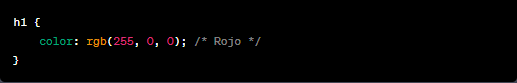 h1 {
    color: rgb(255, 0, 0); /* Rojo */
}